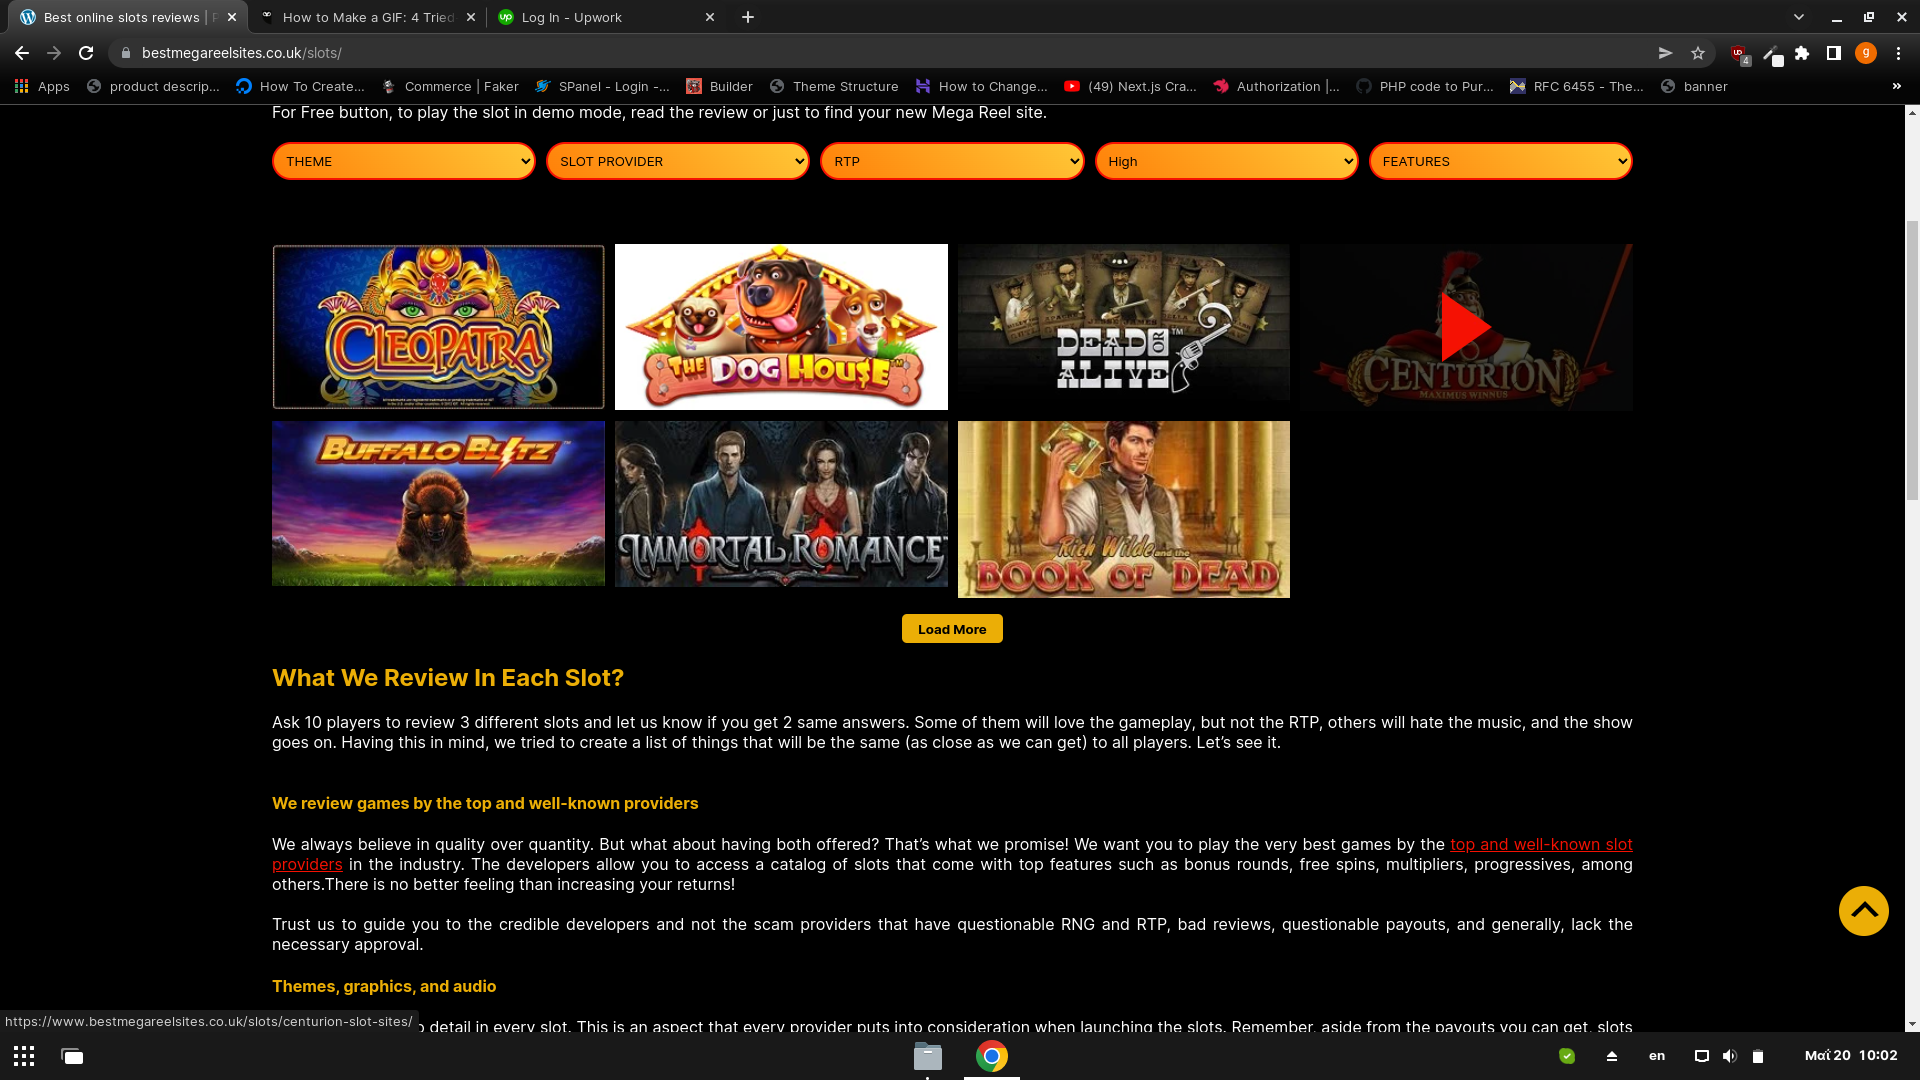 Best online slots reviews |
How to Make a GIF: 4 Tried
Log In - Upwork
bestmegareelsites.co.uk/slots/
4
g
Apps
product descrip...
How To Create...
Commerce | Faker
SPanel - Login -...
Builder
Theme Structure
How to Change...
(49) Next.js Cra...
Authorization |...
PHP code to Pur...
RFC 6455 - The...
banner
»
For Free button, to play the slot in demo mode, read the review or just to find your new Mega Reel site.
THEME
SLOT PROVIDER
RTP
High
FEATURES
CLEOPATRA
THE DOG HOU$E™
DEAD OR ALIVE™
CENTURION
MAXIMUS WINNUS
BUFFALO BLITZ™
IMMORTAL ROMANCE
Rich Wilde and the
BOOK OF DEAD
Load More
What We Review In Each Slot?
Ask 10 players to review 3 different slots and let us know if you get 2 same answers. Some of them will love the gameplay, but not the RTP, others will hate the music, and the show
goes on. Having this in mind, we tried to create a list of things that will be the same (as close as we can get) to all players. Let’s see it.
We review games by the top and well-known providers
We always believe in quality over quantity. But what about having both offered? That’s what we promise! We want you to play the very best games by the top and well-known slot
providers in the industry. The developers allow you to access a catalog of slots that come with top features such as bonus rounds, free spins, multipliers, progressives, among
others.There is no better feeling than increasing your returns!
Trust us to guide you to the credible developers and not the scam providers that have questionable RNG and RTP, bad reviews, questionable payouts, and generally, lack the
necessary approval.
Themes, graphics, and audio
o detail in every slot. This is an aspect that every provider puts into consideration when launching the slots. Remember, aside from the payouts you can get, slots
https://www.bestmegareelsites.co.uk/slots/centurion-slot-sites/
en
Μαΐ 20 10:02